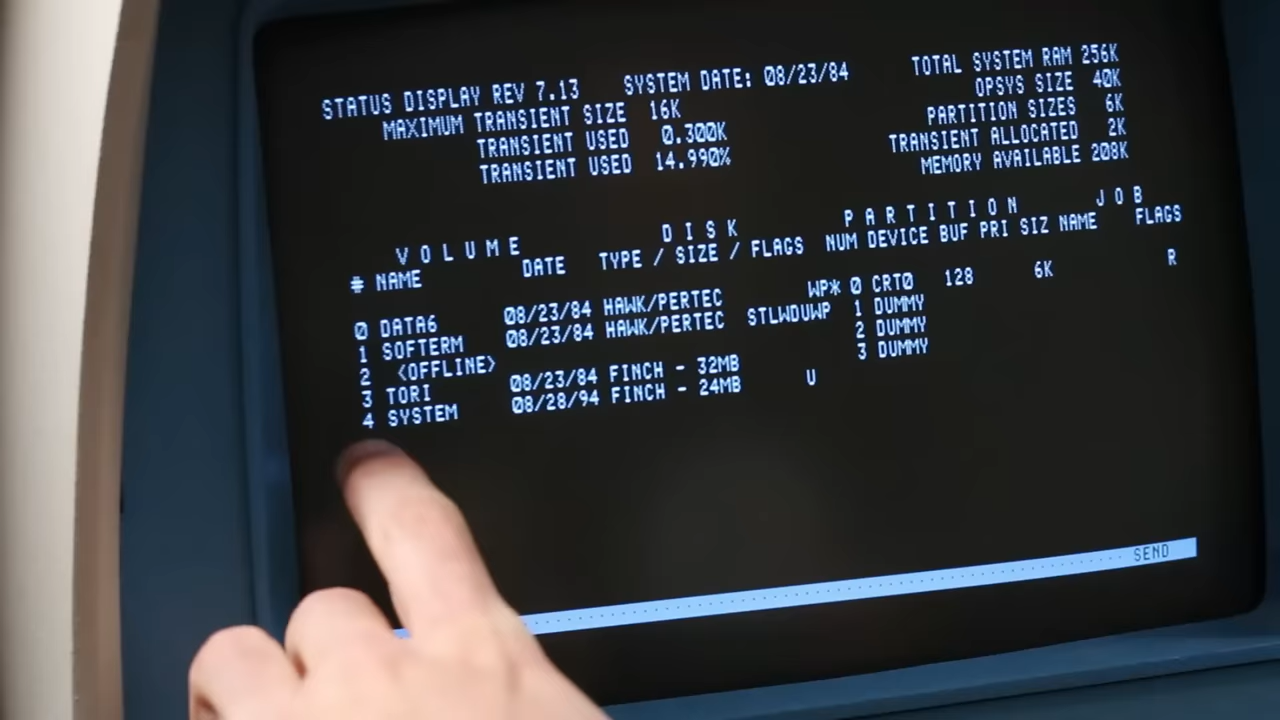 STATUS DISPLAY REV 7.13 SYSTEM DATE: 08/23/84 TOTAL SYSTEM RAM 256K
MAXIMUM TRANSIENT SIZE 16K OPSYS SIZE 40K
TRANSIENT USED 0.300K PARTITION SIZES 6K
TRANSIENT USED 14.990% TRANSIENT ALLOCATED 2K
MEMORY AVAILABLE 208K
V O L U M E D I S K P A R T I T I O N J O B
# NAME DATE TYPE / SIZE / FLAGS NUM DEVICE BUF PRI SIZ NAME FLAGS
0 DATA6 08/23/84 HAWK/PERTEC WP* 0 CRT0 128 6K R
1 SOFTERM 08/23/84 HAWK/PERTEC STLWDUWP 1 DUMMY
2 <OFFLINE> 2 DUMMY
3 TORI 08/23/84 FINCH - 32MB 3 DUMMY
4 SYSTEM 08/28/94 FINCH - 24MB U
SEND